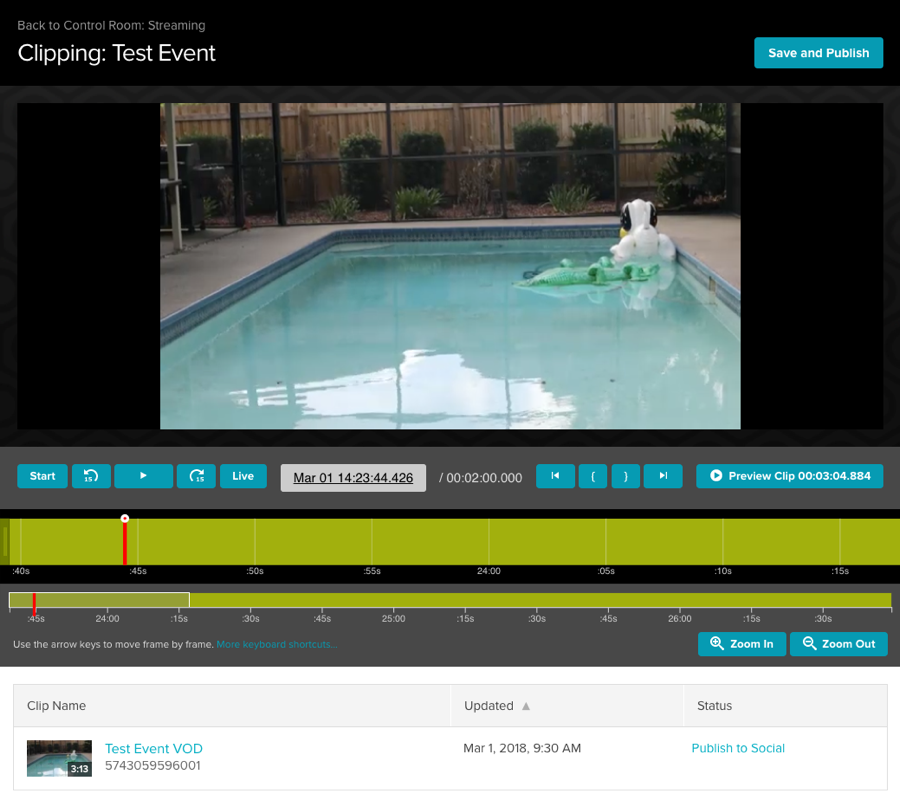 Back to Control Room: Streaming
Clipping: Test Event
Save and Publish
Start
15
15
Live
Mar 01 14:23:44.426
/ 00:02:00.000
{
}
Preview Clip 00:03:04.884
:40s :45s :50s :55s 24:00 :05s :10s :15s
:45s 24:00 :15s :30s :45s 25:00 :15s :30s :45s 26:00 :15s :30s
Use the arrow keys to move frame by frame. More keyboard shortcuts...
Zoom In
Zoom Out
Clip Name Updated Status
Test Event VOD Mar 1, 2018, 9:30 AM Publish to Social
3:13 5743059596001